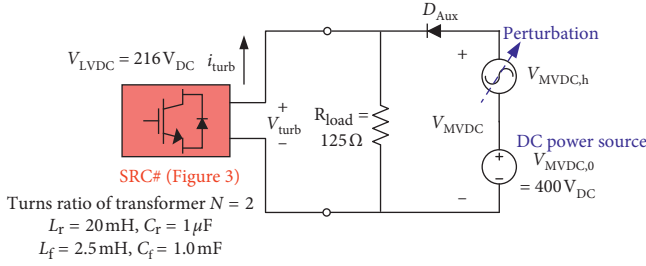 D_Aux
Perturbation
V_LVDC = 216 V_DC
i_turb
+
V_MVDC,h
+
V_turb
−
R_load =
125 Ω
V_MVDC
DC power source
V_MVDC,0
= 400 V_DC
+
−
−
SRC# (Figure 3)
Turns ratio of transformer N = 2
L_r = 20 mH, C_r = 1 μF
L_f = 2.5 mH, C_f = 1.0 mF